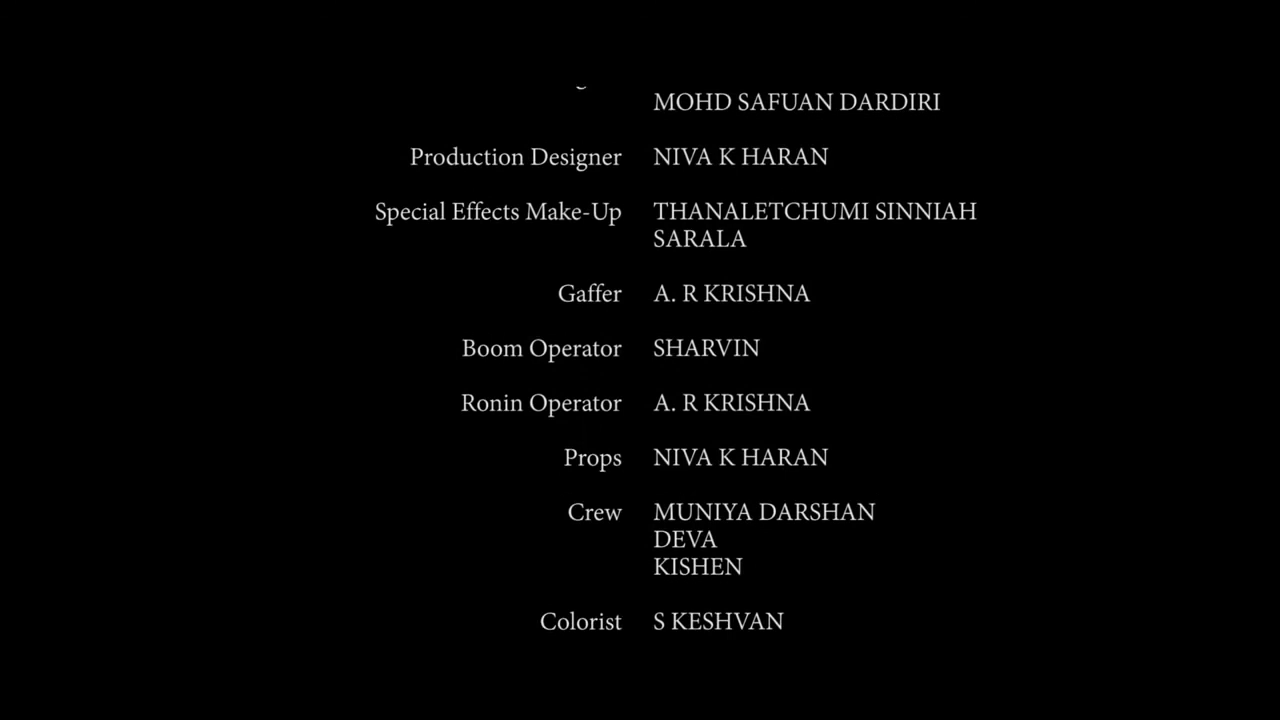 MOHD SAFUAN DARDIRI
Production Designer NIVA K HARAN
Special Effects Make-Up THANALETCHUMI SINNIAH
SARALA
Gaffer A. R KRISHNA
Boom Operator SHARVIN
Ronin Operator A. R KRISHNA
Props NIVA K HARAN
Crew MUNIYA DARSHAN
DEVA
KISHEN
Colorist S KESHVAN